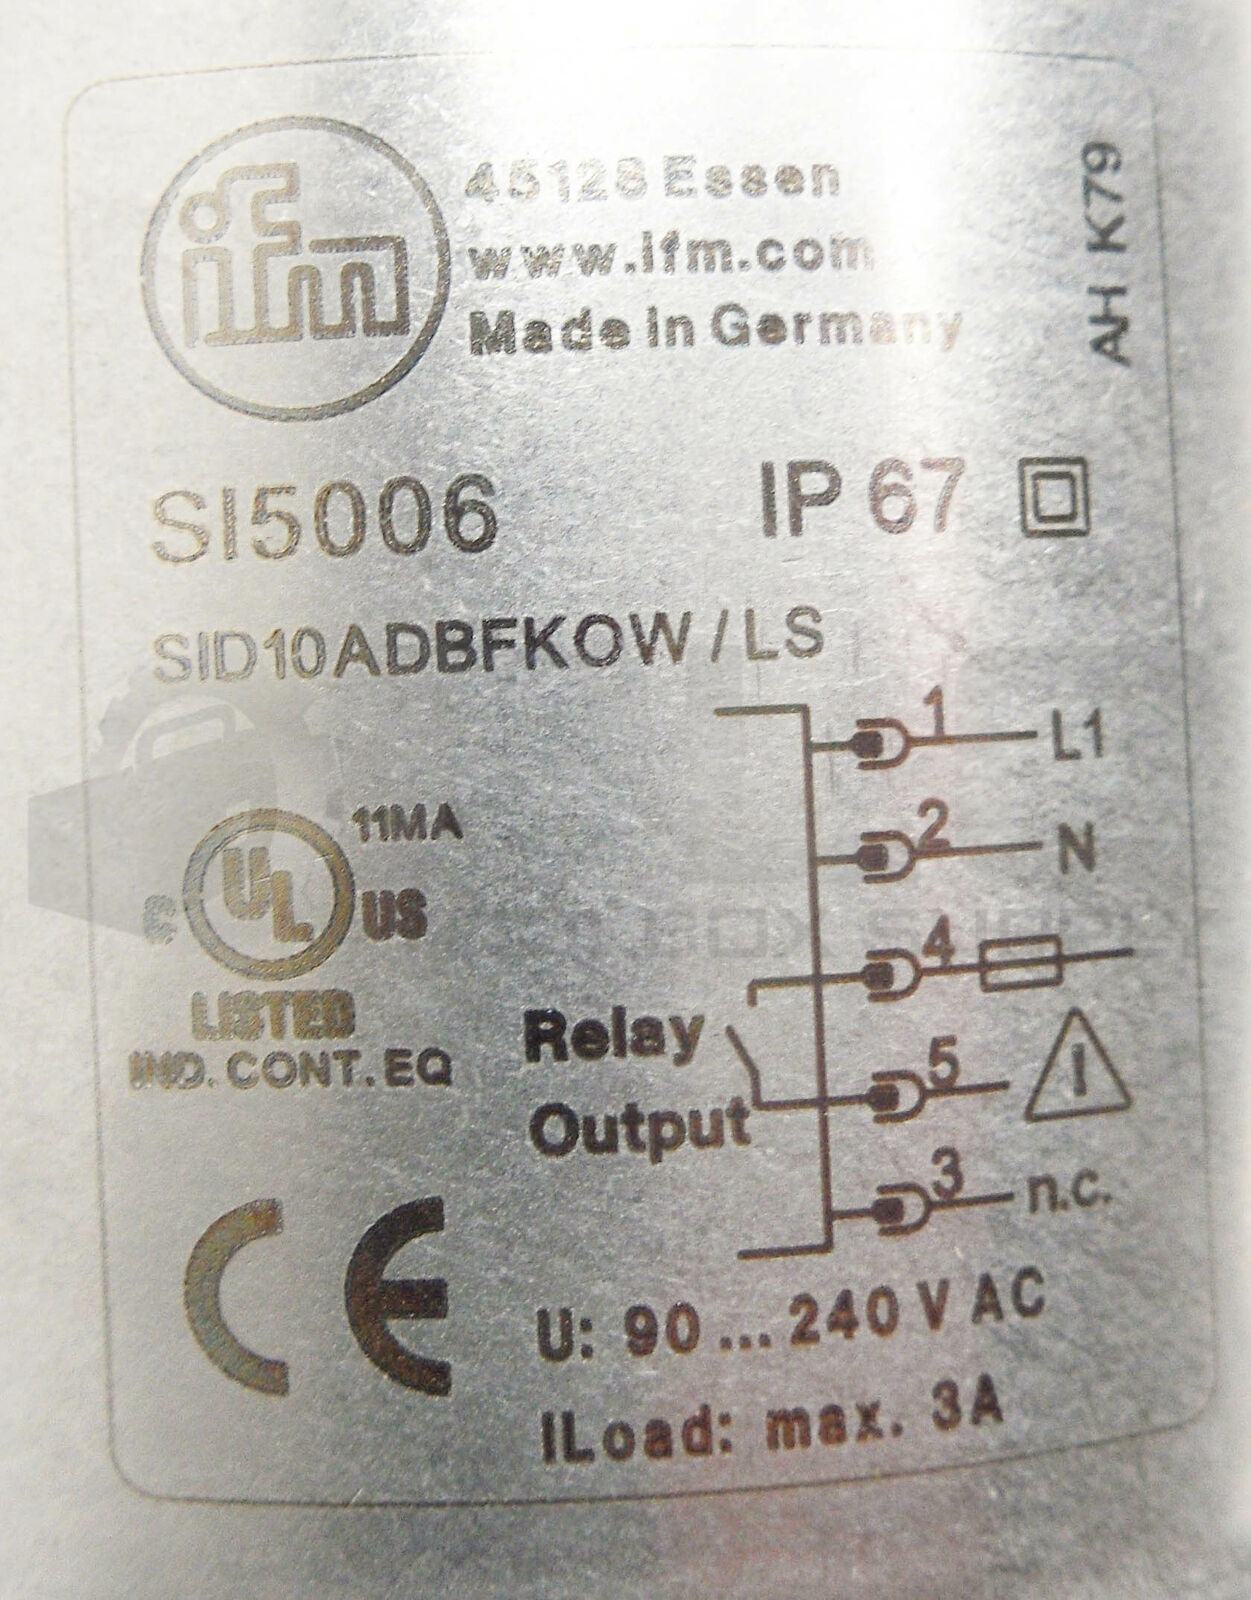 ifm
45128 Essen
www.ifm.com
Made in Germany
AH K79
SI5006
IP 67
SID10ADBFKOW/LS
1 L1
2 N
4
5
3 n.c.
Relay
Output
11MA
c UL US
LISTED
IND. CONT. EQ
CE
U: 90 ... 240 V AC
ILoad: max. 3A